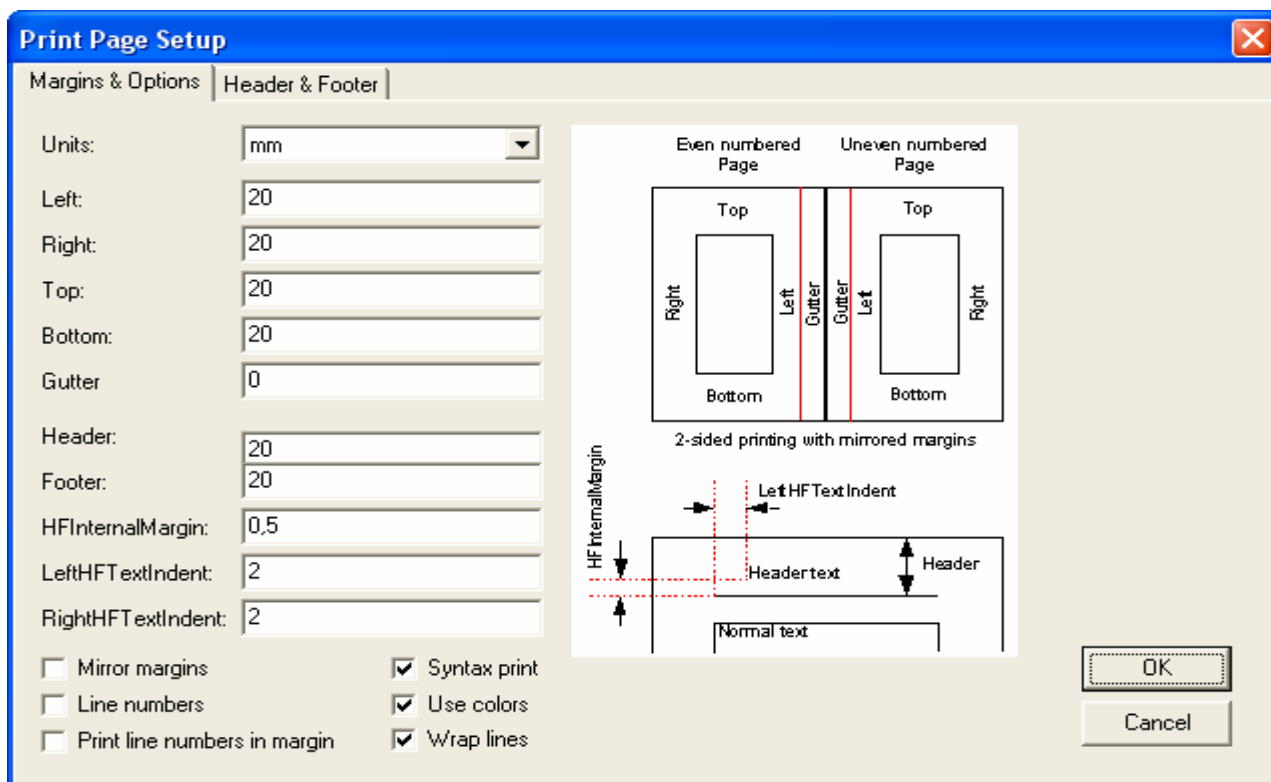 Print Page Setup
Margins & Options
Header & Footer
Units:
mm
Left:
20
Right:
20
Top:
20
Bottom:
20
Gutter
0
Header:
20
Footer:
20
HFInternalMargin:
0,5
LeftHFTextIndent:
2
RightHFTextIndent:
2
Mirror margins
Line numbers
Print line numbers in margin
Syntax print
Use colors
Wrap lines
Even numbered
Page
Uneven numbered
Page
Top
Top
Right
Left
Gutter
Gutter
Left
Right
Bottom
Bottom
2-sided printing with mirrored margins
HFInternalMargin
LeftHFTextIndent
Header text
Header
Normal text
OK
Cancel